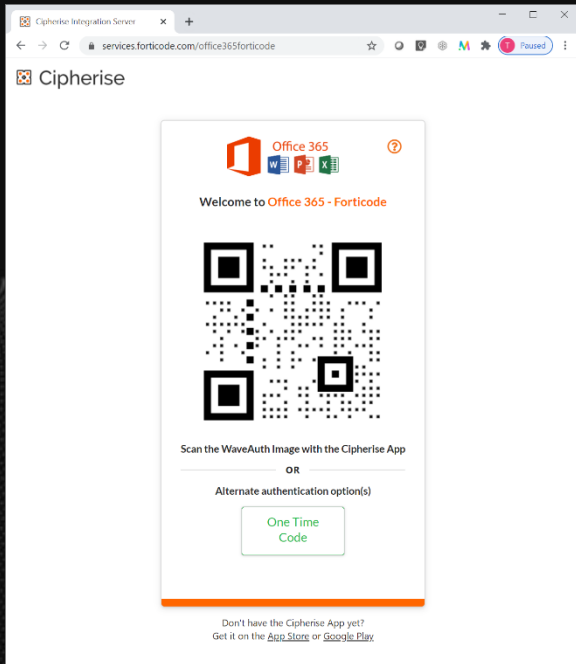 Cipherise Integration Server
services.forticode.com/office365forticode
T Paused
Cipherise
Office 365
W P X
Welcome to Office 365 - Forticode
Scan the WaveAuth Image with the Cipherise App
OR
Alternate authentication option(s)
One Time
Code
Don't have the Cipherise App yet?
Get it on the App Store or Google Play